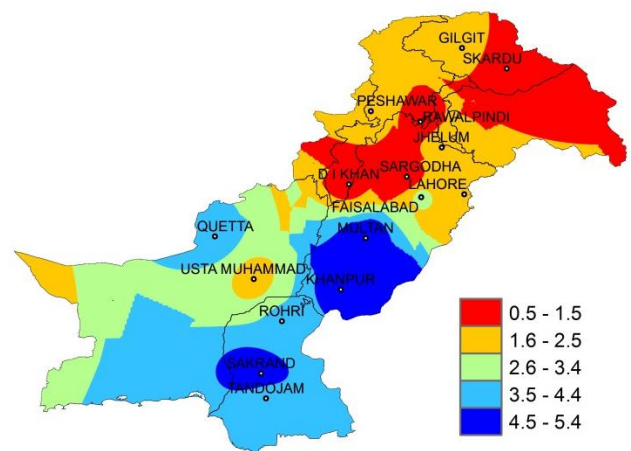 GILGIT
SKARDU
PESHAWAR
RAWALPINDI
JHELUM
D I KHAN
SARGODHA
LAHORE
FAISALABAD
QUETTA
MULTAN
USTA MUHAMMAD
KHANPUR
ROHRI
SAKRAND
TANDOJAM
0.5 - 1.5
1.6 - 2.5
2.6 - 3.4
3.5 - 4.4
4.5 - 5.4